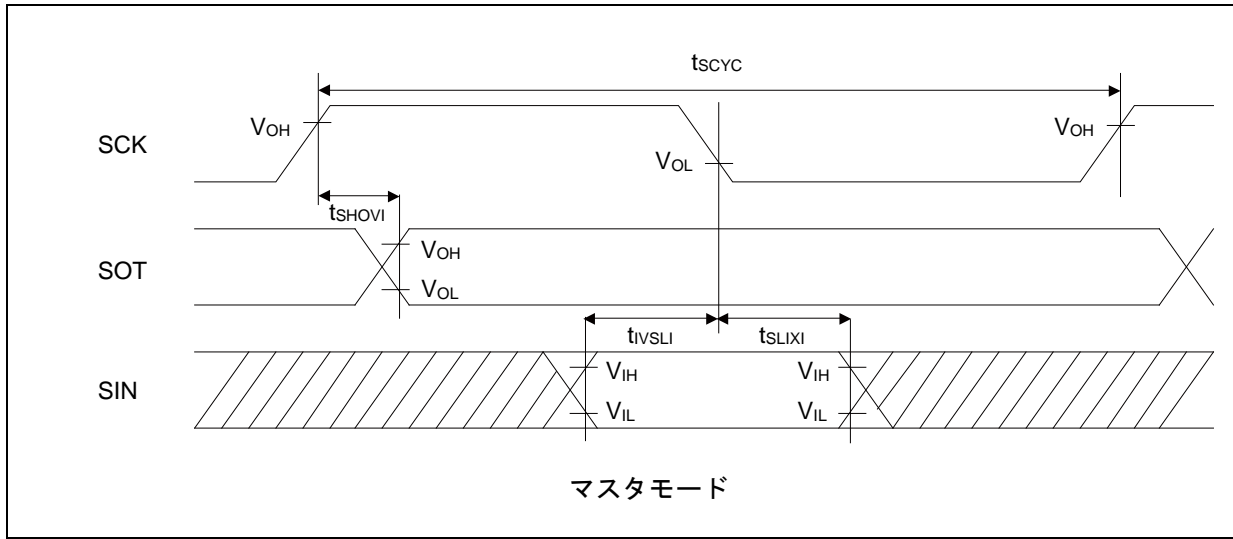 tSCYC
SCK
VOH
VOL
VOH
tSHOVI
SOT
VOH
VOL
tIVSLI
tSLIXI
SIN
VIH
VIL
VIH
VIL
マスタモード